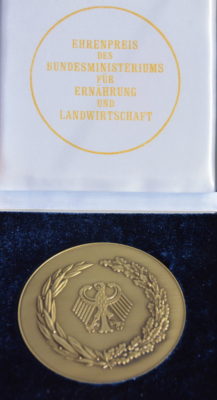 EHRENPREIS
DES
BUNDESMINISTERIUMS
FÜR
ERNÄHRUNG
UND
LANDWIRTSCHAFT